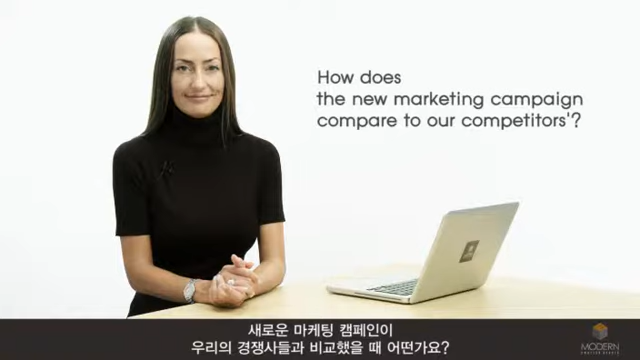 How does
the new marketing campaign
compare to our competitors'?
새로운 마케팅 캠페인이
우리의 경쟁사들과 비교했을 때 어떤가요?
MODERN